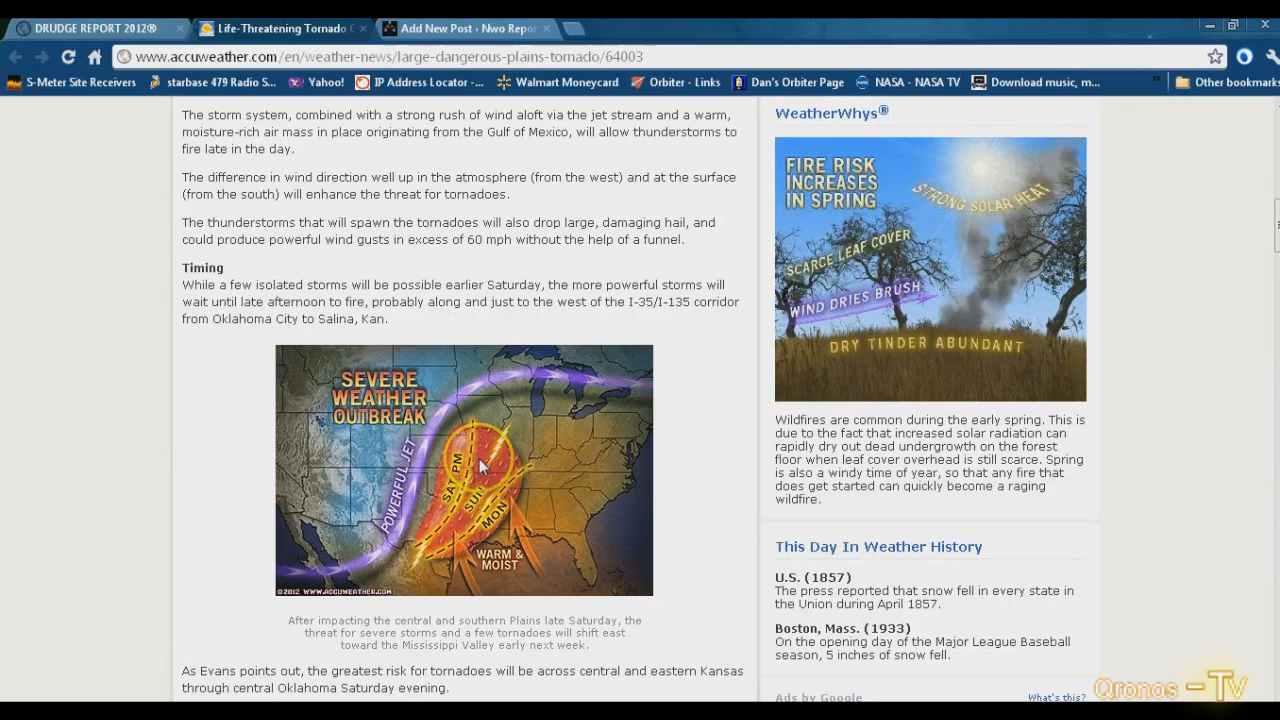 DRUDGE REPORT 2012®
Life-Threatening Tornado
Add New Post ‹ Nwo Repor
www.accuweather.com/en/weather-news/large-dangerous-plains-tornado/64003
S-Meter Site Receivers
starbase 479 Radio S...
Yahoo!
IP Address Locator -...
Walmart Moneycard
Orbiter - Links
Dan's Orbiter Page
NASA - NASA TV
Download music, m...
»
Other bookmarks
The storm system, combined with a strong rush of wind aloft via the jet stream and a warm,
moisture-rich air mass in place originating from the Gulf of Mexico, will allow thunderstorms to
fire late in the day.
The difference in wind direction well up in the atmosphere (from the west) and at the surface
(from the south) will enhance the threat for tornadoes.
The thunderstorms that will spawn the tornadoes will also drop large, damaging hail, and
could produce powerful wind gusts in excess of 60 mph without the help of a funnel.
Timing
While a few isolated storms will be possible earlier Saturday, the more powerful storms will
wait until late afternoon to fire, probably along and just to the west of the I-35/I-135 corridor
from Oklahoma City to Salina, Kan.
SEVERE
WEATHER
OUTBREAK
POWERFUL JET
SAT PM
SUN
MON
WARM &
MOIST
©2012 WWW.ACCUWEATHER.COM
After impacting the central and southern Plains late Saturday, the
threat for severe storms and a few tornadoes will shift east
toward the Mississippi Valley early next week.
As Evans points out, the greatest risk for tornadoes will be across central and eastern Kansas
through central Oklahoma Saturday evening.
WeatherWhys®
FIRE RISK
INCREASES
IN SPRING
STRONG SOLAR HEAT
SCARCE LEAF COVER
WIND DRIES BRUSH
DRY TINDER ABUNDANT
Wildfires are common during the early spring. This is
due to the fact that increased solar radiation can
rapidly dry out dead undergrowth on the forest
floor when leaf cover overhead is still scarce. Spring
is also a windy time of year, so that any fire that
does get started can quickly become a raging
wildfire.
This Day In Weather History
U.S. (1857)
The press reported that snow fell in every state in
the Union during April 1857.
Boston, Mass. (1933)
On the opening day of the Major League Baseball
season, 5 inches of snow fell.
Ads by Google
What's this?
Qronos - TV